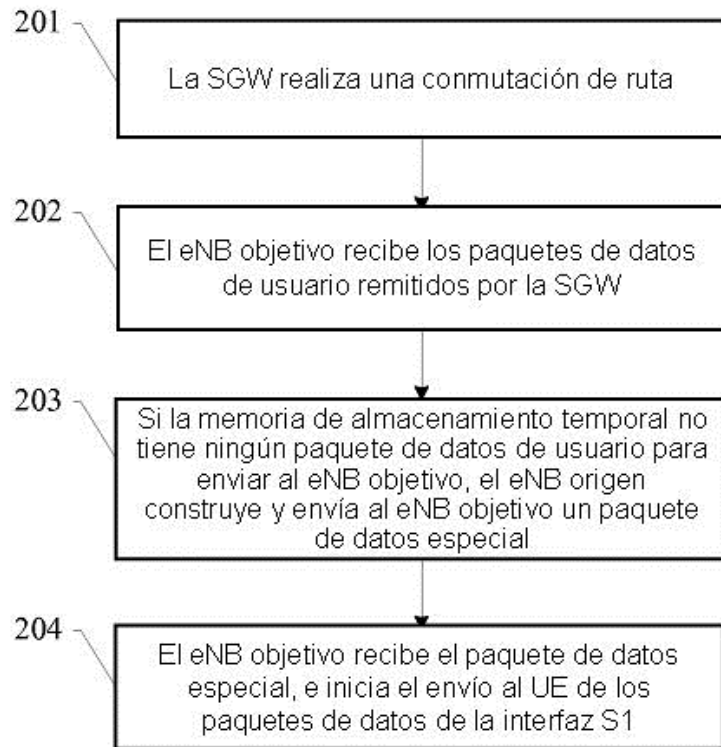 201
La SGW realiza una conmutación de ruta
202
El eNB objetivo recibe los paquetes de datos
de usuario remitidos por la SGW
203
Si la memoria de almacenamiento temporal no
tiene ningún paquete de datos de usuario para
enviar al eNB objetivo, el eNB origen
construye y envía al eNB objetivo un paquete
de datos especial
204
El eNB objetivo recibe el paquete de datos
especial, e inicia el envío al UE de los
paquetes de datos de la interfaz S1